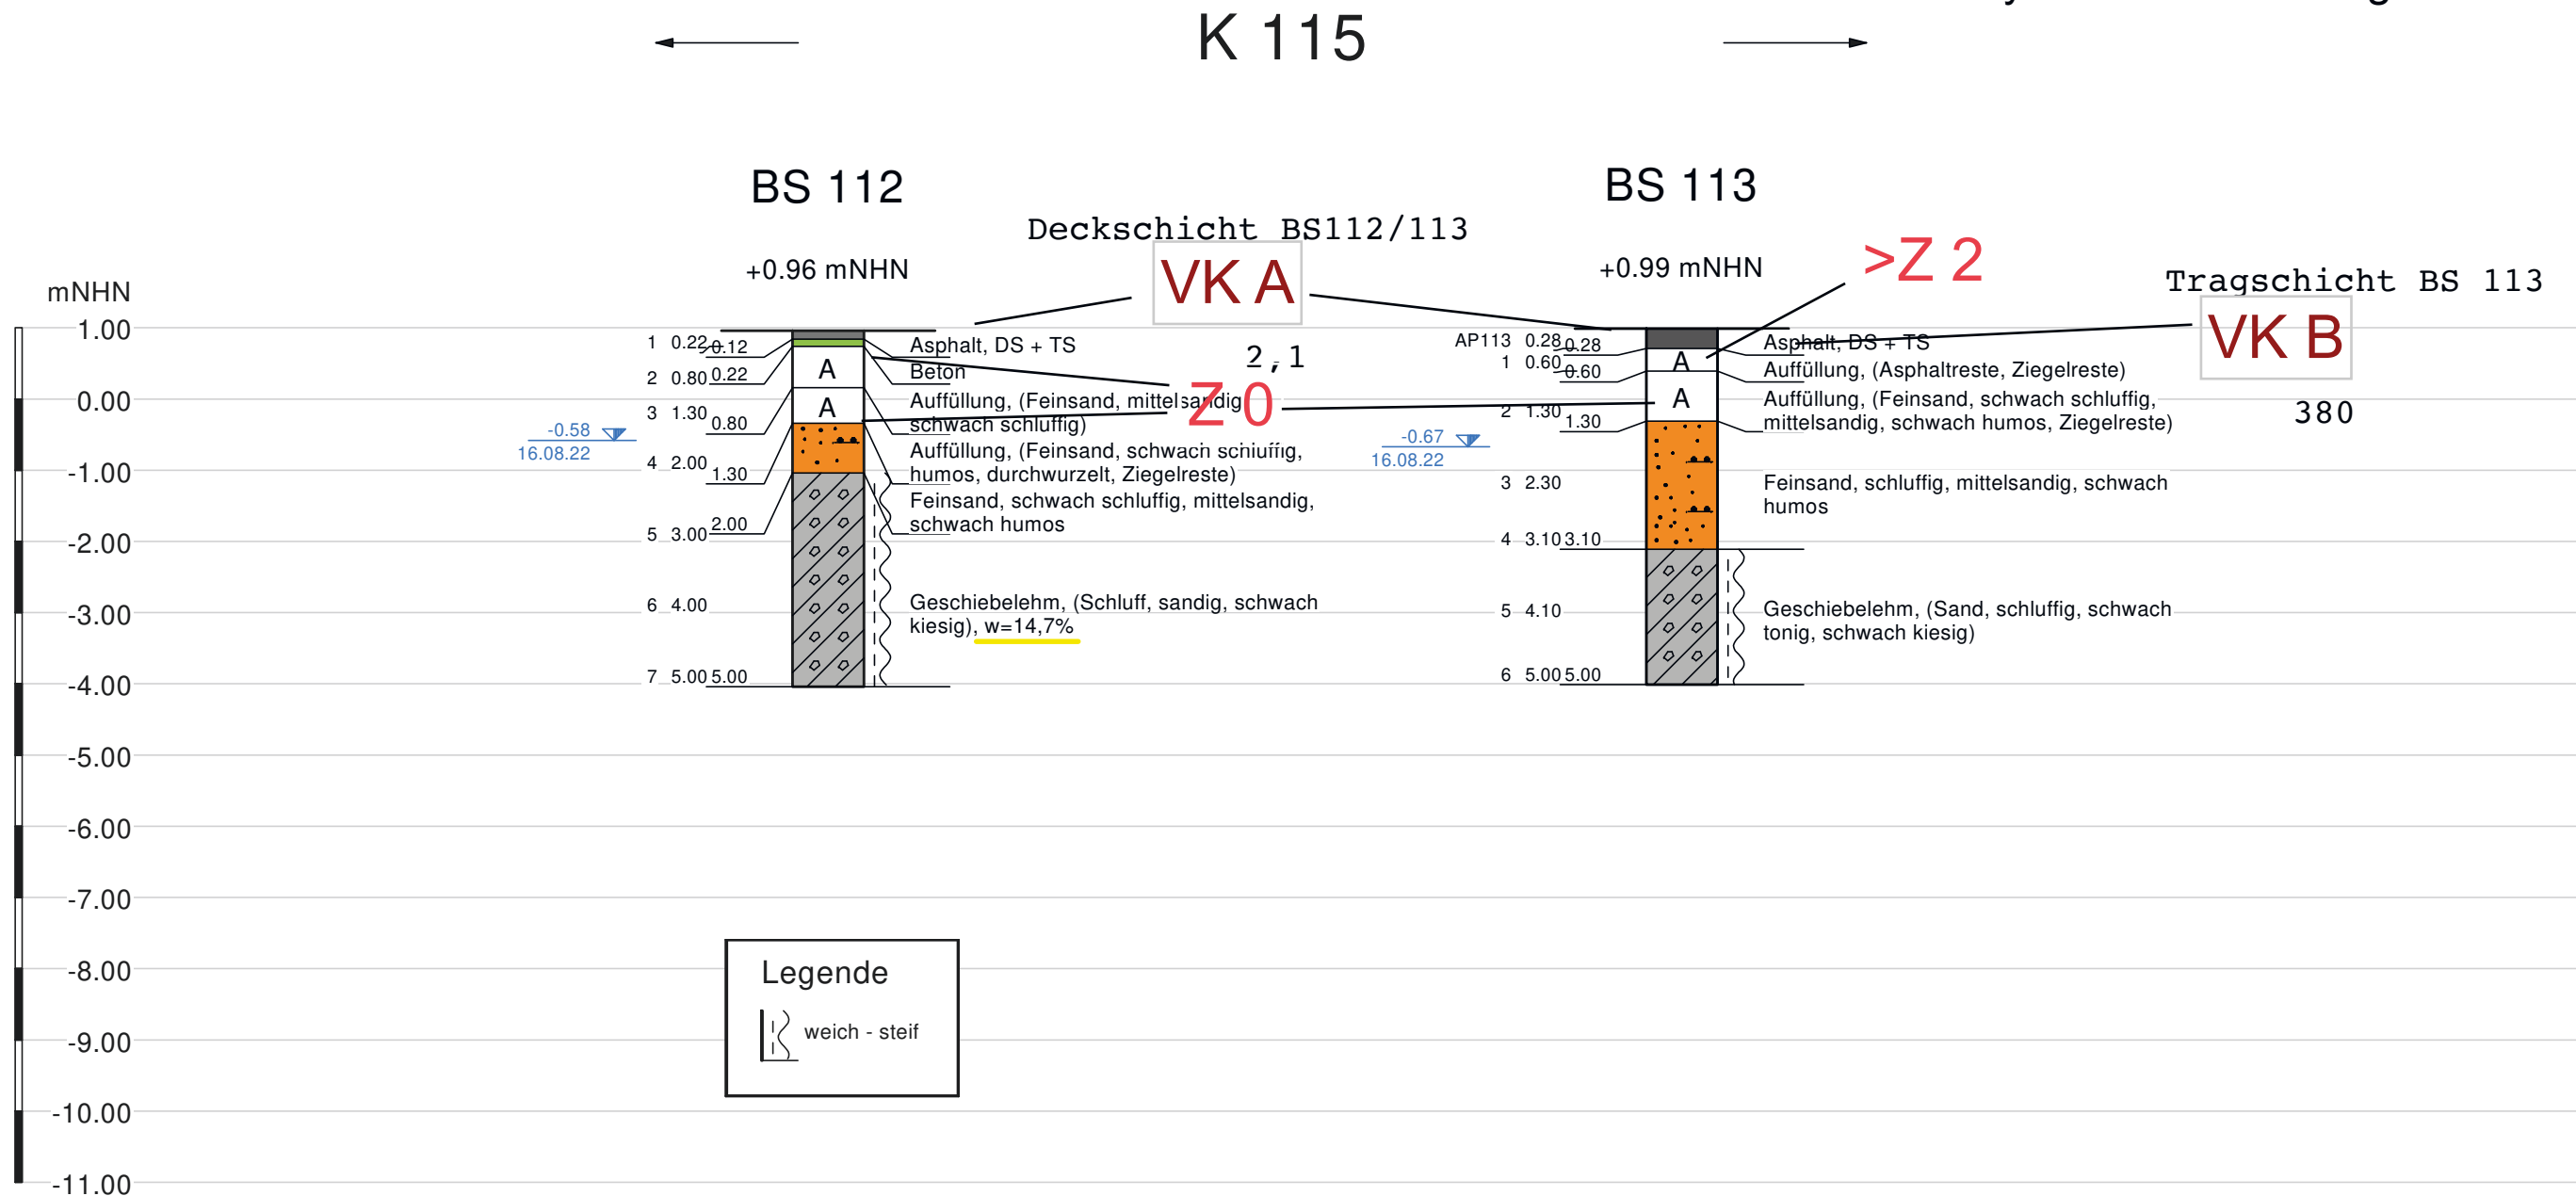 K 115
BS 112
BS 113
Deckschicht BS112/113
+0.96 mNHN
VK A
+0.99 mNHN
>Z 2
Tragschicht BS 113
VK B
mNHN
1.00
0.00
-1.00
-2.00
-3.00
-4.00
-5.00
-6.00
-7.00
-8.00
-9.00
-10.00
-11.00
1 0.22
0.12
2 0.80
0.22
3 1.30
0.80
4 2.00
1.30
5 3.00
2.00
6 4.00
7 5.00
5.00
-0.58
16.08.22
A
A
Asphalt, DS + TS
Beton
Auffüllung, (Feinsand, mittelsandig,
schwach schluffig)
Auffüllung, (Feinsand, schwach schluffig,
humos, durchwurzelt, Ziegelreste)
Feinsand, schwach schluffig, mittelsandig,
schwach humos
Geschiebelehm, (Schluff, sandig, schwach
kiesig), w=14,7%
2,1
Z 0
AP113 0.28
0.28
1 0.60
0.60
2 1.30
1.30
3 2.30
4 3.10
3.10
5 4.10
6 5.00
5.00
-0.67
16.08.22
A
A
Asphalt, DS + TS
Auffüllung, (Asphaltreste, Ziegelreste)
Auffüllung, (Feinsand, schwach schluffig,
mittelsandig, schwach humos, Ziegelreste)
Feinsand, schluffig, mittelsandig, schwach
humos
Geschiebelehm, (Sand, schluffig, schwach
tonig, schwach kiesig)
380
Legende
weich - steif